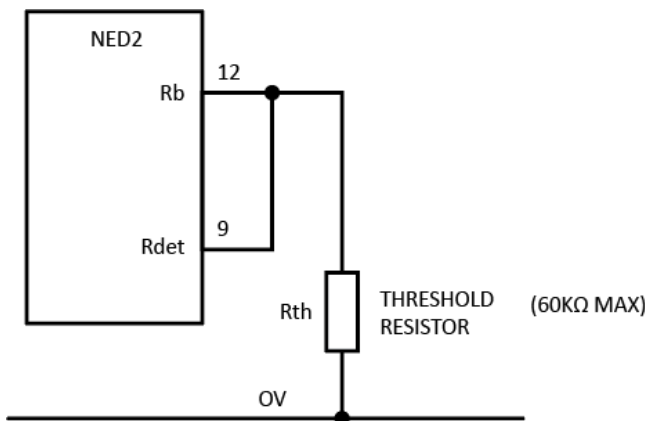 NED2
12
Rb
9
Rdet
Rth
THRESHOLD
RESISTOR
(60KΩ MAX)
OV